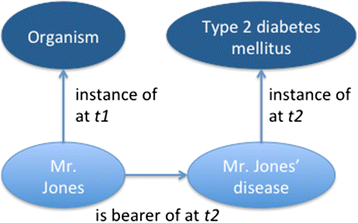 Organism
Type 2 diabetes
mellitus
instance of
at t1
instance of
at t2
Mr.
Jones
Mr. Jones’
disease
is bearer of at t2